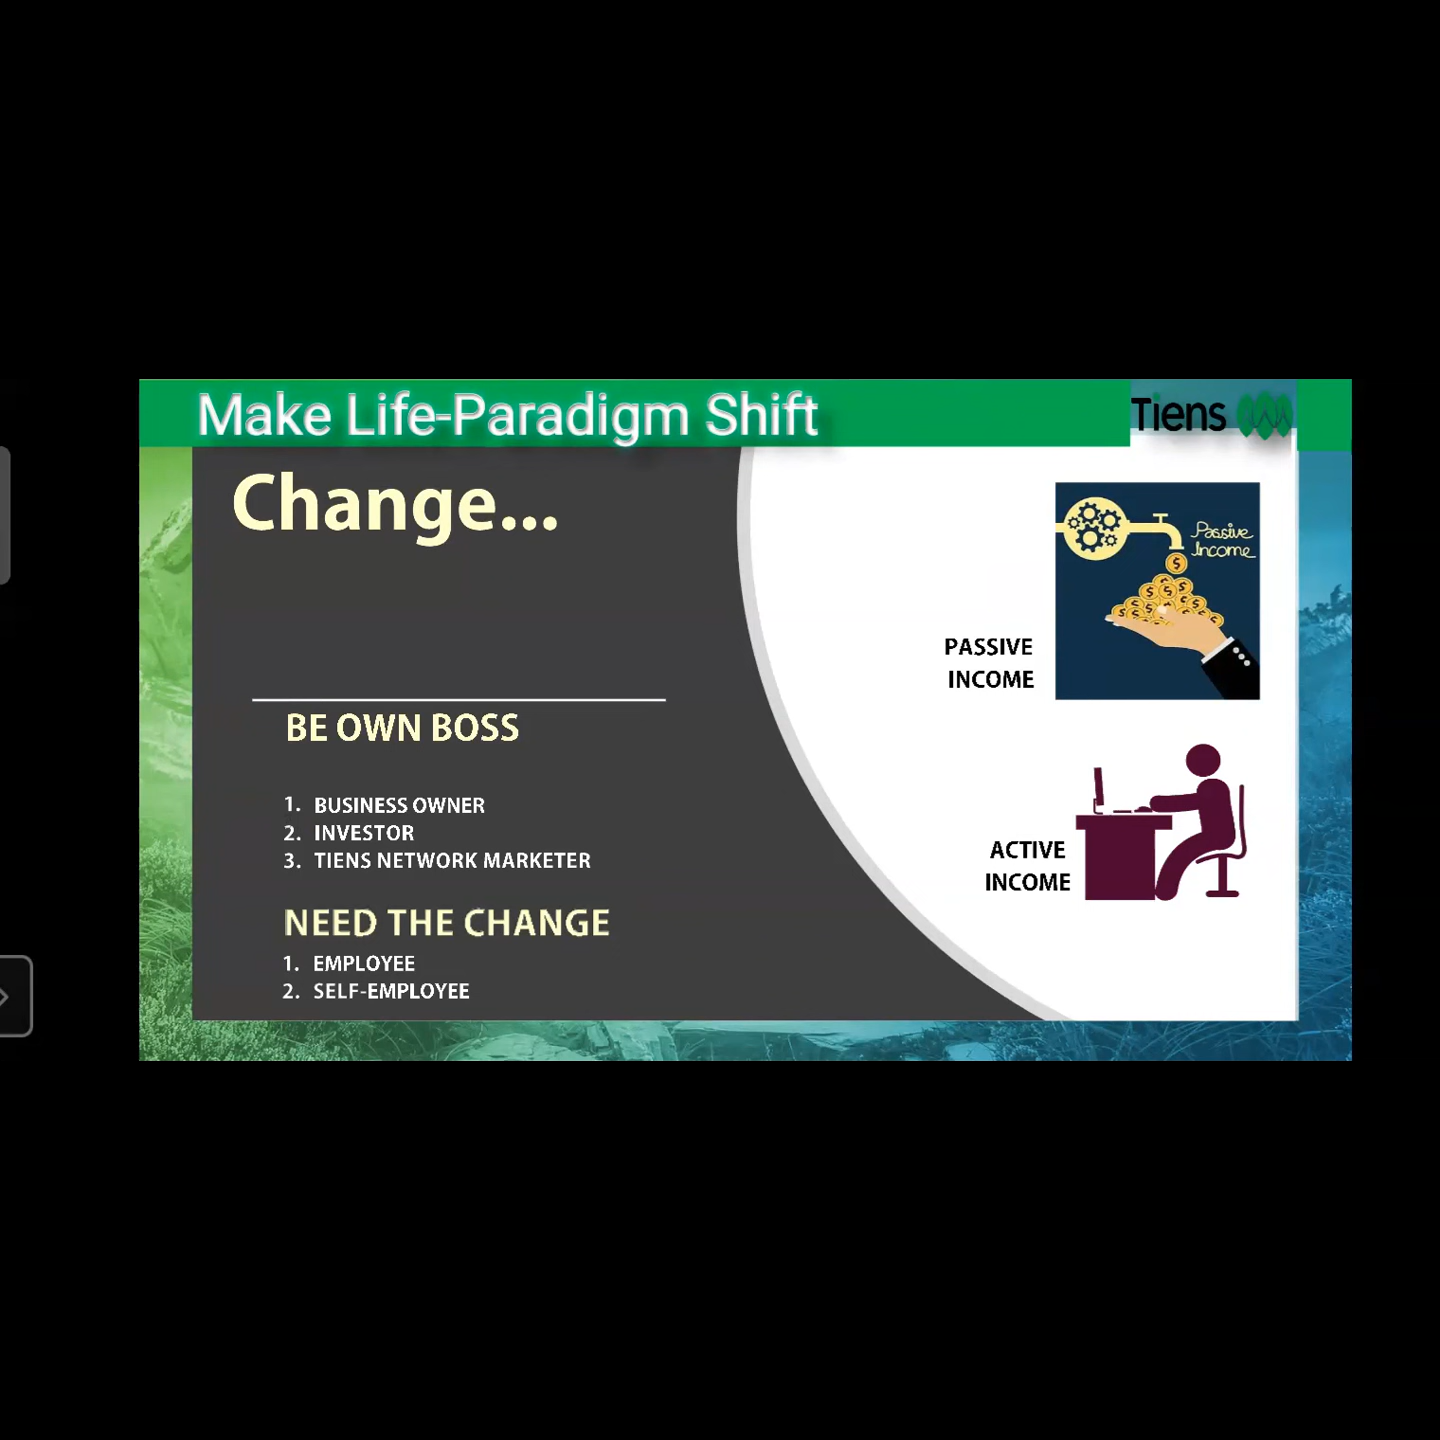 Make Life-Paradigm Shift
Tiens
Change...
BE OWN BOSS
1. BUSINESS OWNER
2. INVESTOR
3. TIENS NETWORK MARKETER
NEED THE CHANGE
1. EMPLOYEE
2. SELF-EMPLOYEE
Passive
Income
PASSIVE
INCOME
ACTIVE
INCOME